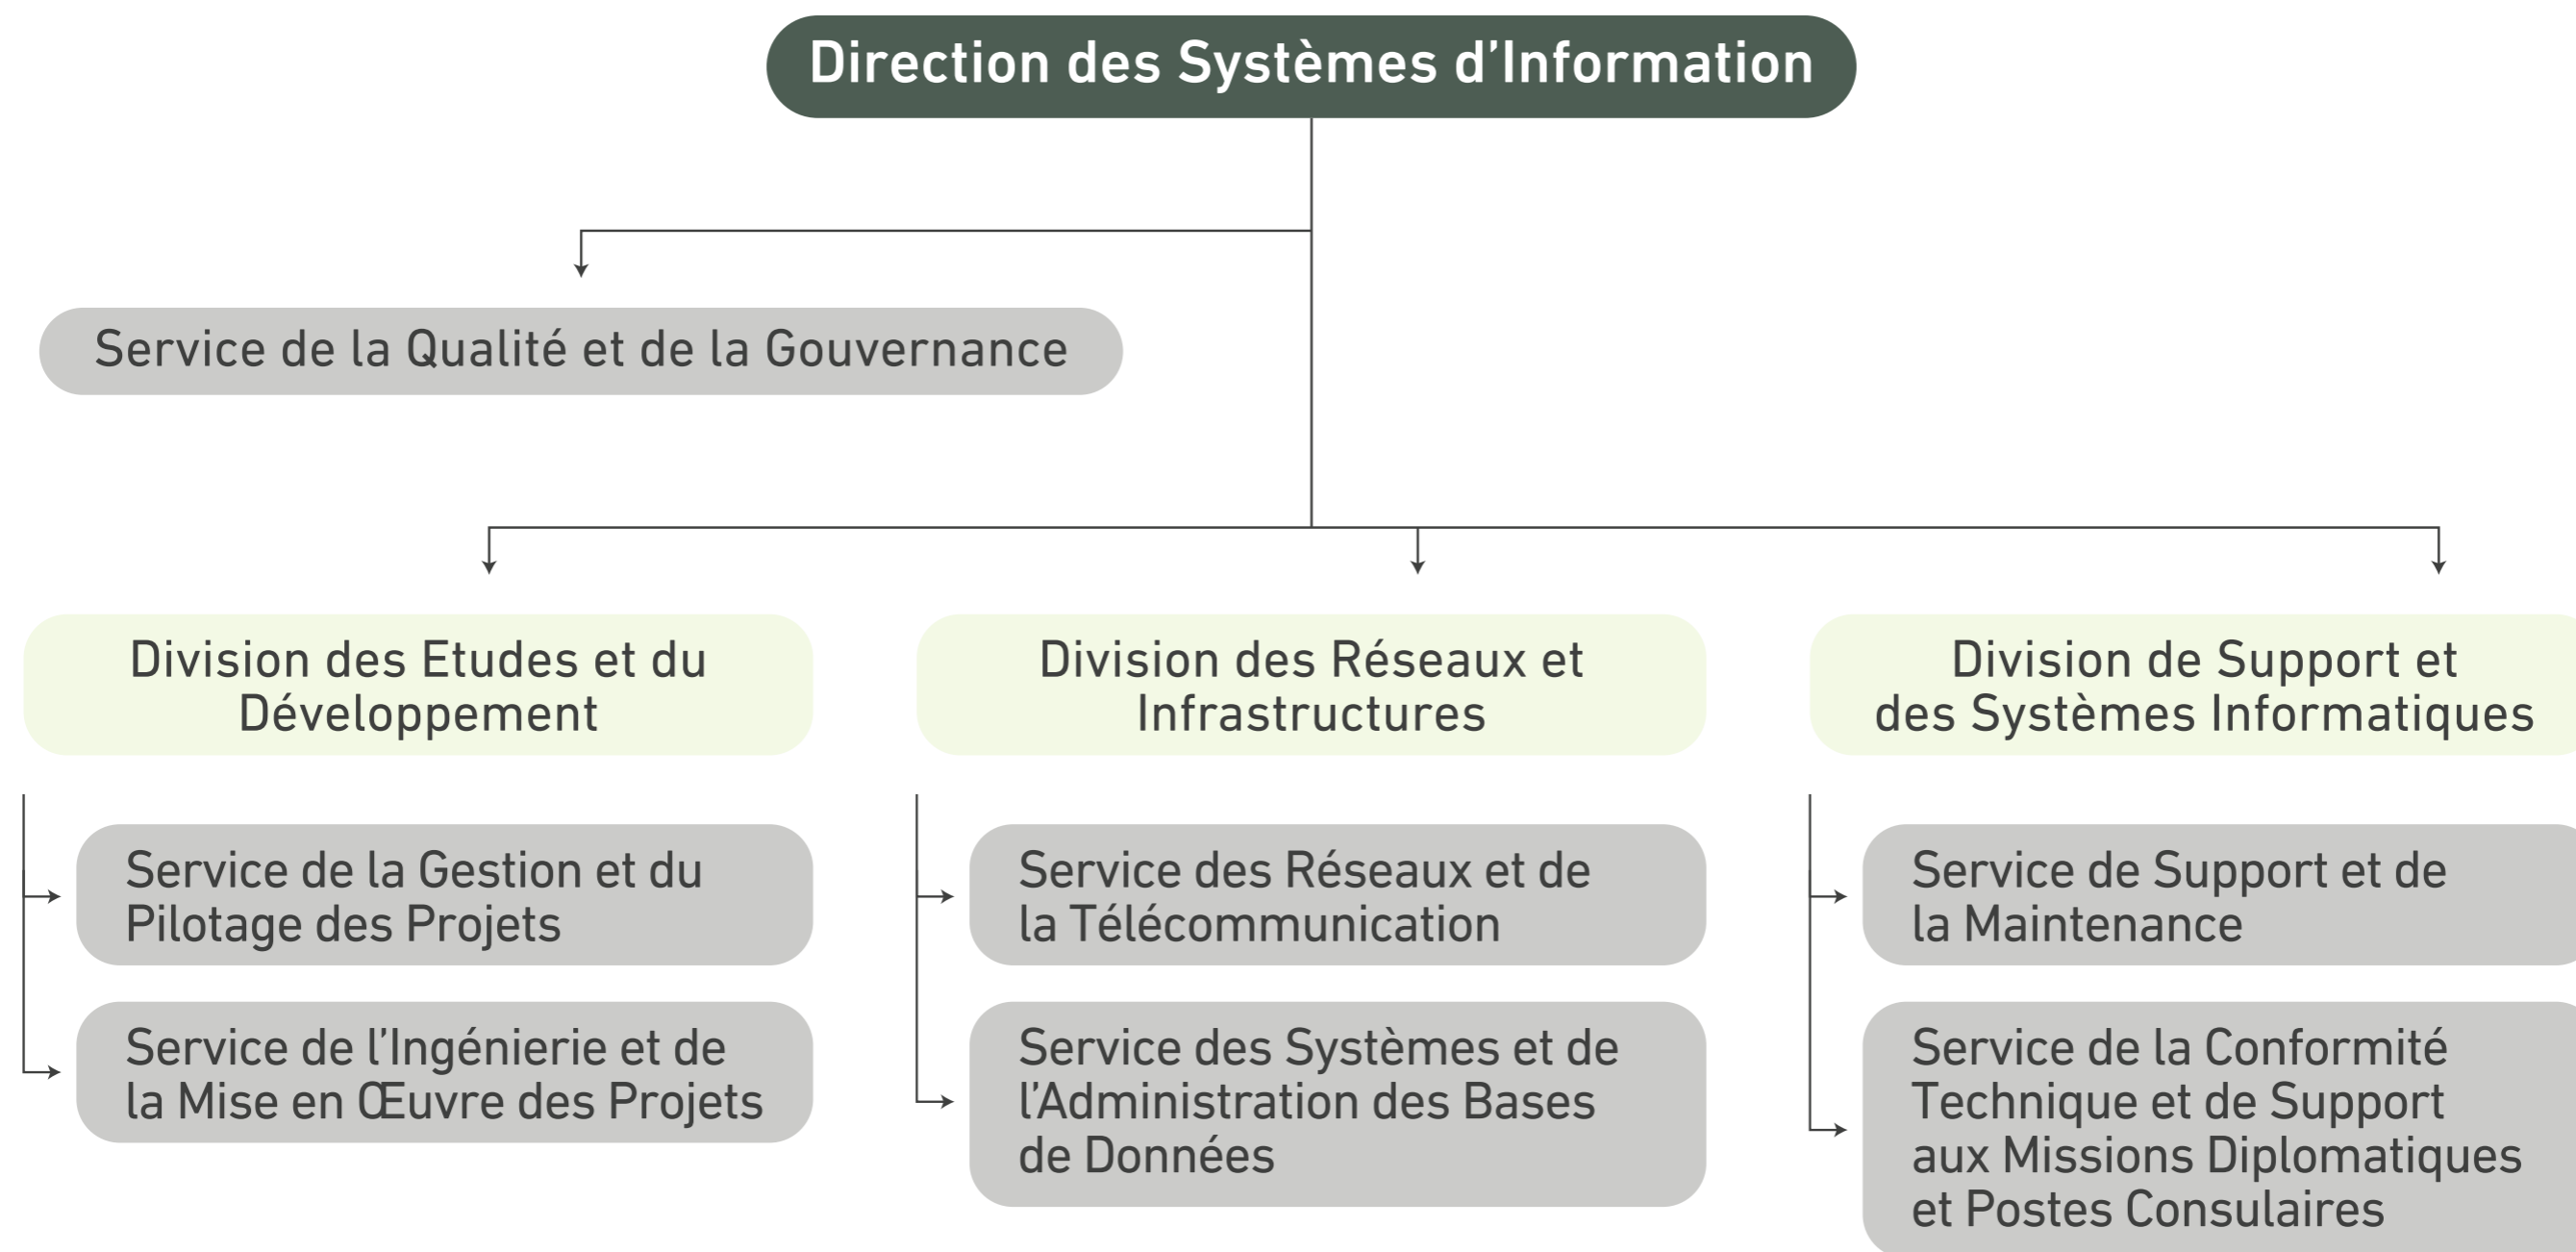 Direction des Systèmes d’Information
Service de la Qualité et de la Gouvernance
Division des Etudes et du
Développement
Service de la Gestion et du
Pilotage des Projets
Service de l’Ingénierie et de
la Mise en Œuvre des Projets
Division des Réseaux et
Infrastructures
Service des Réseaux et de
la Télécommunication
Service des Systèmes et de
l’Administration des Bases
de Données
Division de Support et
des Systèmes Informatiques
Service de Support et de
la Maintenance
Service de la Conformité
Technique et de Support
aux Missions Diplomatiques
et Postes Consulaires